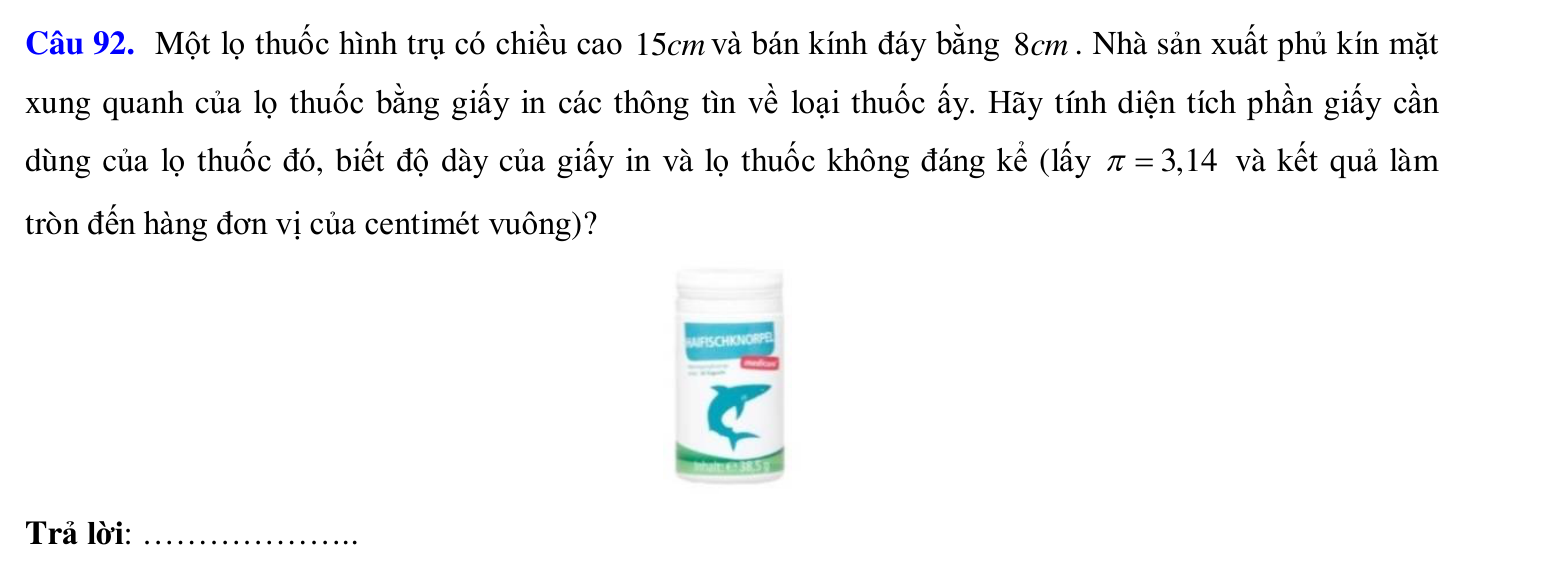 Câu 92. Một lọ thuốc hình trụ có chiều cao 15cm và bán kính đáy bằng 8cm. Nhà sản xuất phủ kín mặt
xung quanh của lọ thuốc bằng giấy in các thông tìn về loại thuốc ấy. Hãy tính diện tích phần giấy cần
dùng của lọ thuốc đó, biết độ dày của giấy in và lọ thuốc không đáng kể (lấy π = 3,14 và kết quả làm
tròn đến hàng đơn vị của centimét vuông)?
HAIFISCHKNORPEL
Trả lời: ………………..